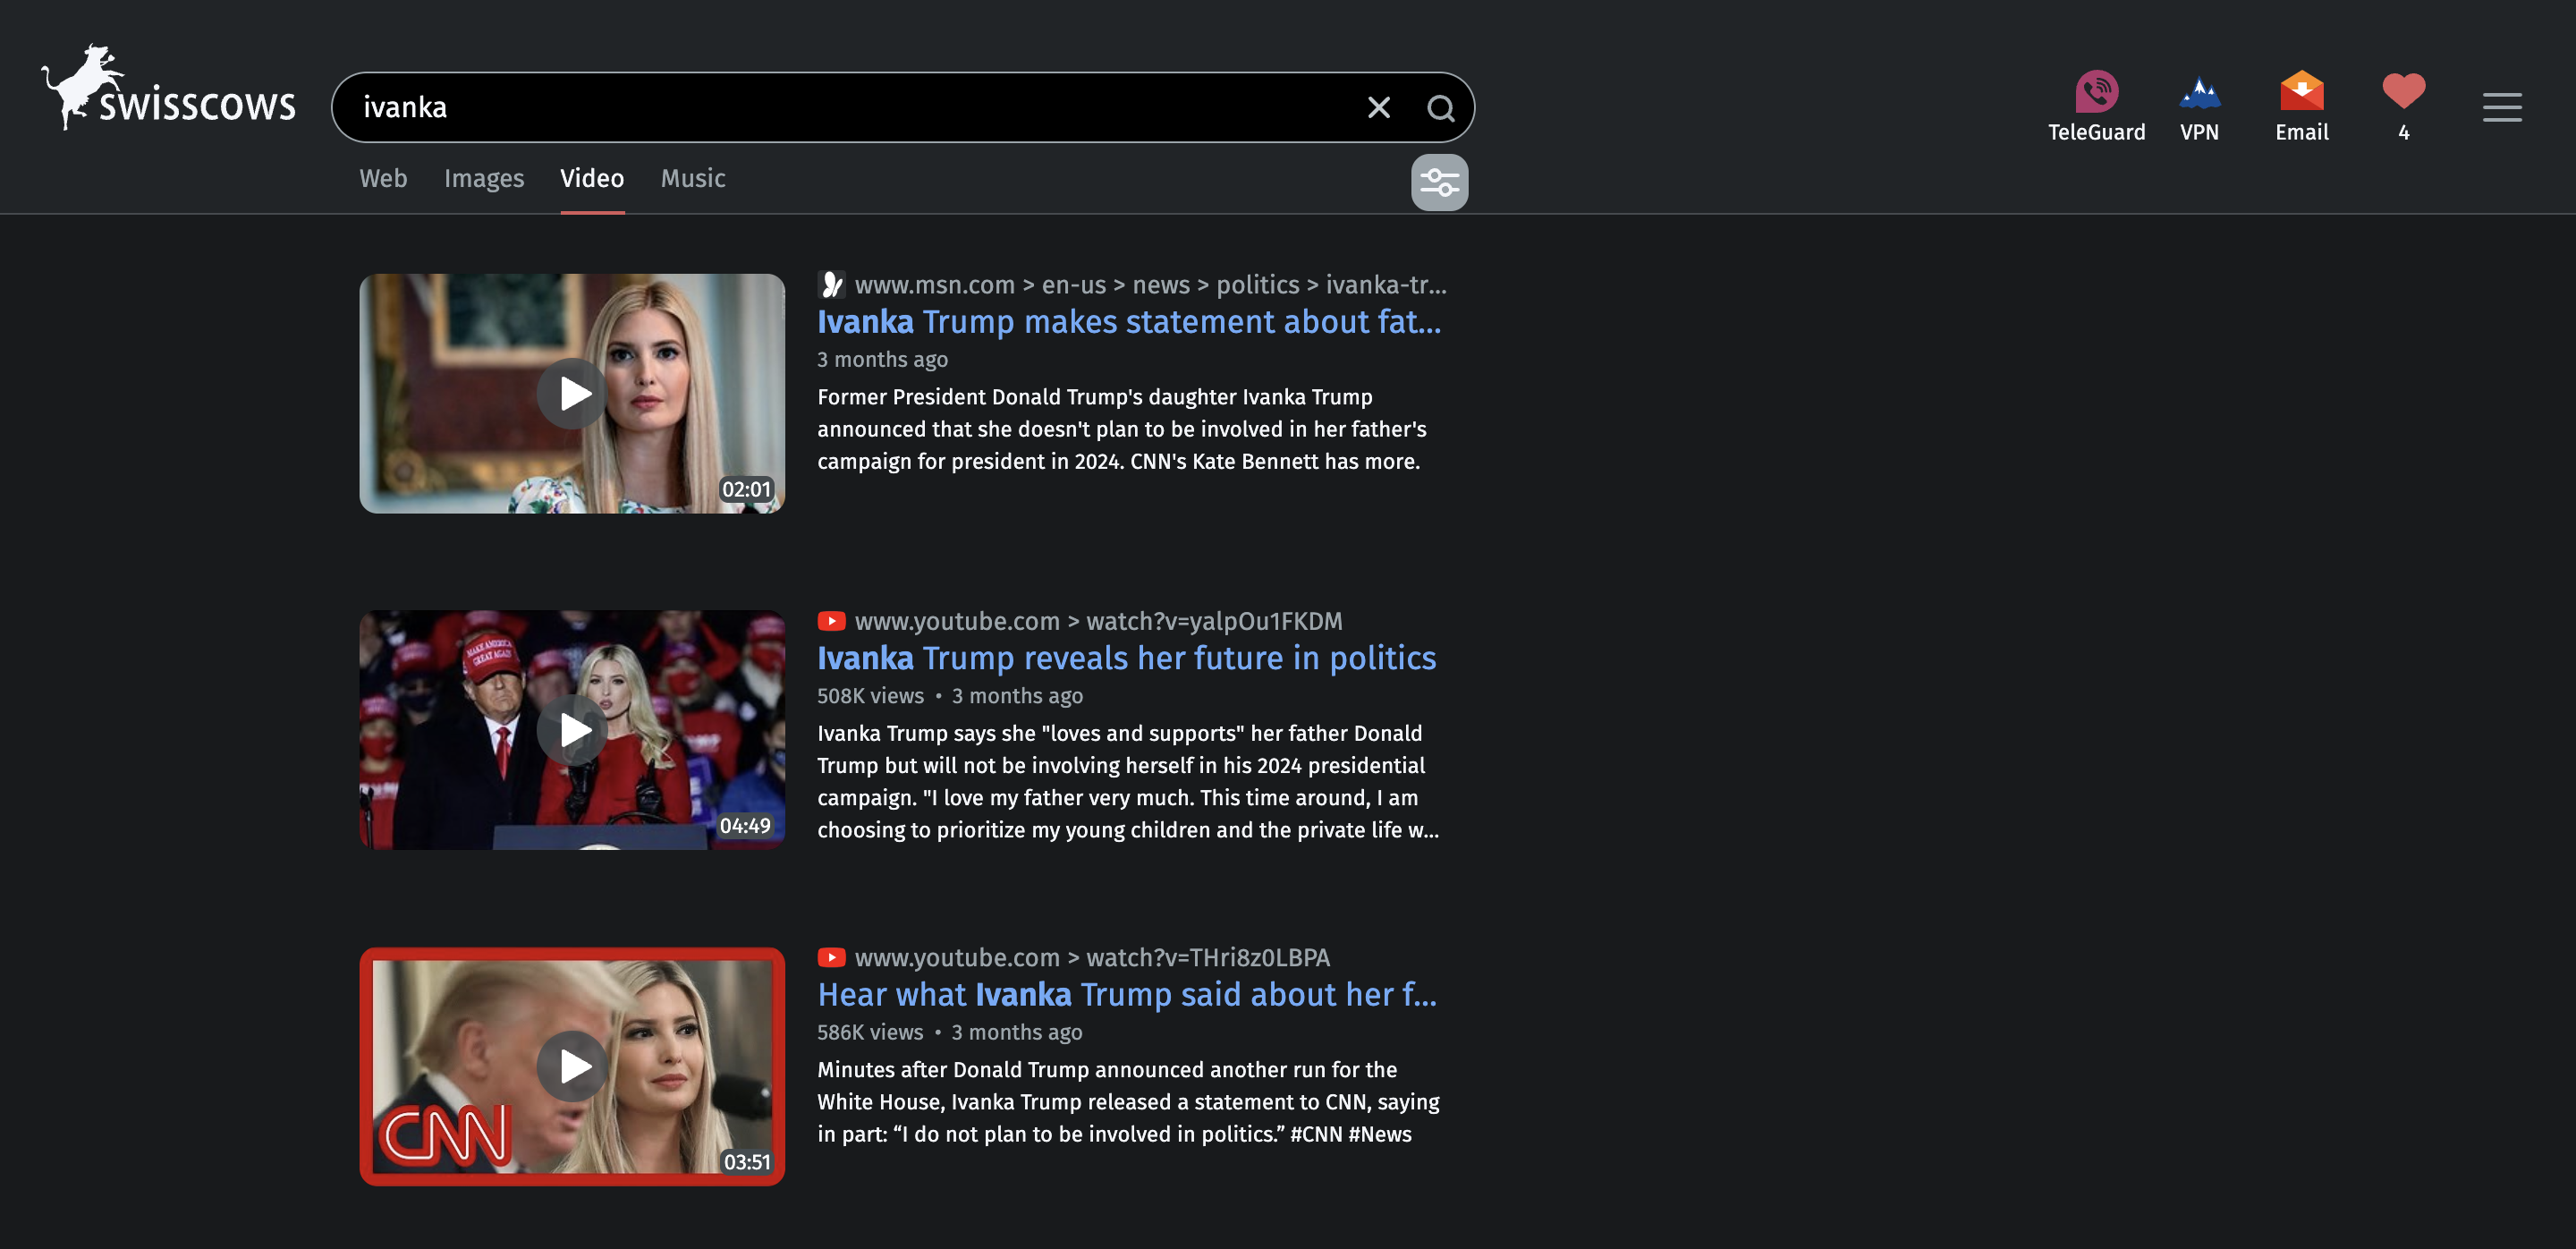 swisscows
ivanka
TeleGuard
VPN
Email
4
Web
Images
Video
Music
www.msn.com > en-us > news > politics > ivanka-tr...
Ivanka Trump makes statement about fat...
3 months ago
Former President Donald Trump's daughter Ivanka Trump
announced that she doesn't plan to be involved in her father's
campaign for president in 2024. CNN's Kate Bennett has more.
02:01
www.youtube.com > watch?v=yalpOu1FKDM
Ivanka Trump reveals her future in politics
508K views • 3 months ago
Ivanka Trump says she "loves and supports" her father Donald
Trump but will not be involving herself in his 2024 presidential
campaign. "I love my father very much. This time around, I am
choosing to prioritize my young children and the private life w...
MAKE AMERICA
GREAT AGAIN
04:49
www.youtube.com > watch?v=THri8z0LBPA
Hear what Ivanka Trump said about her f...
586K views • 3 months ago
Minutes after Donald Trump announced another run for the
White House, Ivanka Trump released a statement to CNN, saying
in part: “I do not plan to be involved in politics.” #CNN #News
CNN
03:51